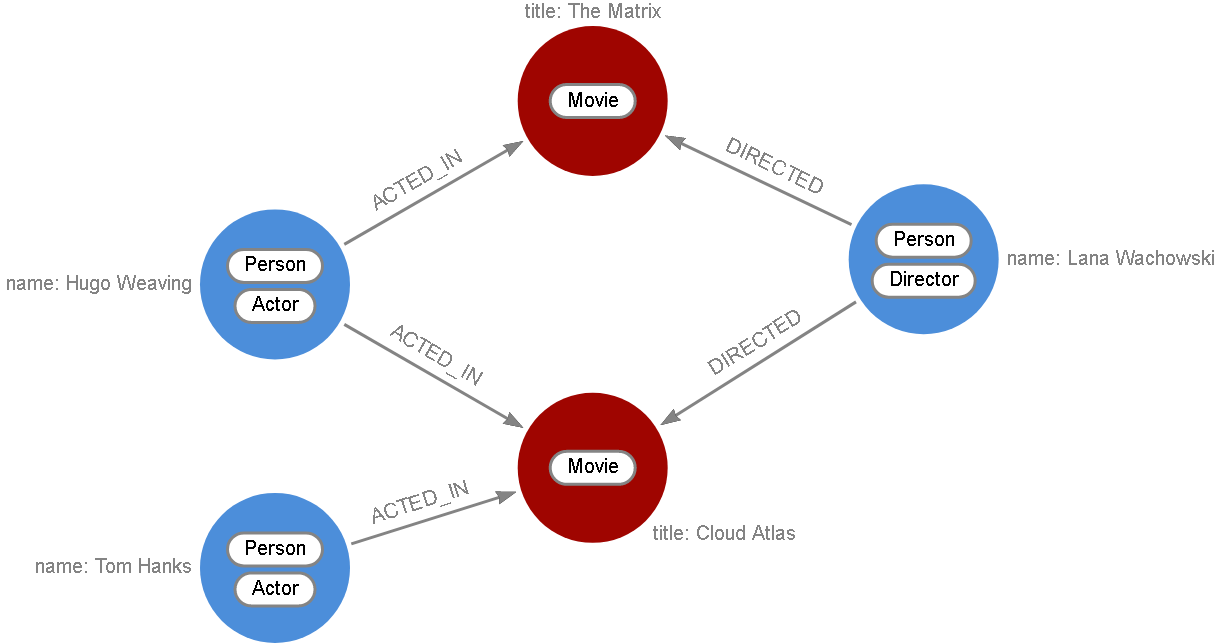 title: The Matrix
Movie
ACTED_IN
DIRECTED
Person
Actor
name: Hugo Weaving
Person
Director
name: Lana Wachowski
ACTED_IN
DIRECTED
Movie
title: Cloud Atlas
ACTED_IN
Person
Actor
name: Tom Hanks